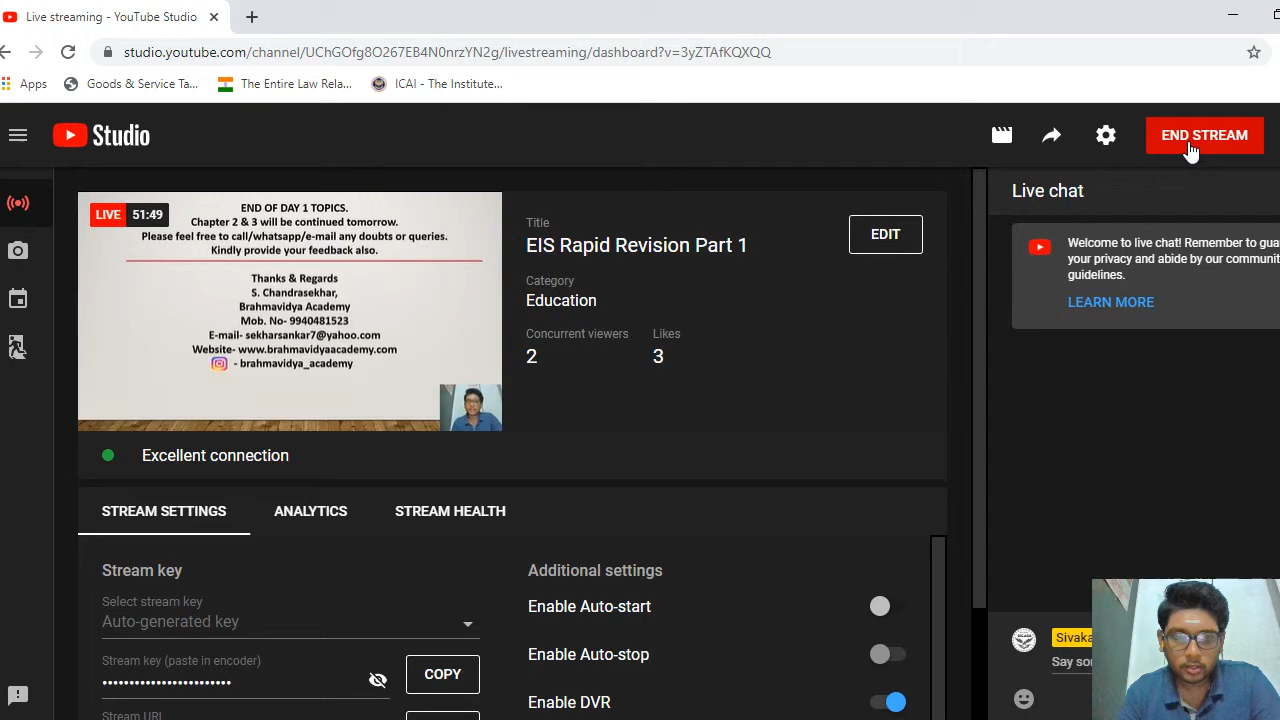 Live streaming - YouTube Studio
studio.youtube.com/channel/UChGOfg8O267EB4N0nrzYN2g/livestreaming/dashboard?v=3yZTAfKQXQQ
Apps
Goods & Service Ta...
The Entire Law Rela...
ICAI - The Institute...
Studio
END STREAM
LIVE 51:49
END OF DAY 1 TOPICS.
Chapter 2 & 3 will be continued tomorrow.
Please feel free to call/whatsapp/e-mail any doubts or queries.
Kindly provide your feedback also.
Thanks & Regards
S. Chandrasekhar,
Brahmavidya Academy
Mob. No- 9940481523
E-mail- sekharsankar7@yahoo.com
Website- www.brahmavidyaacademy.com
- brahmavidya_academy
Title
EIS Rapid Revision Part 1
EDIT
Category
Education
Concurrent viewers
Likes
2
3
Excellent connection
Live chat
Welcome to live chat! Remember to gua
your privacy and abide by our communit
guidelines.
LEARN MORE
STREAM SETTINGS
ANALYTICS
STREAM HEALTH
Stream key
Select stream key
Auto-generated key
Stream key (paste in encoder)
COPY
Stream URL
Additional settings
Enable Auto-start
Enable Auto-stop
Enable DVR
Sivaka
Say so